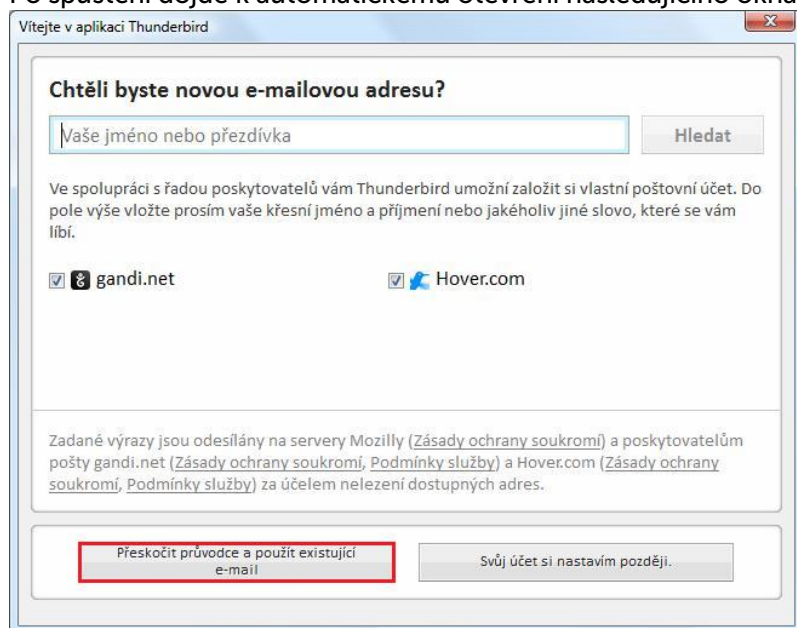 Po spuštění dojde k automatickému otevření následujícího okna
Vítejte v aplikaci Thunderbird
Chtěli byste novou e-mailovou adresu?
Vaše jméno nebo přezdívka
Hledat
Ve spolupráci s řadou poskytovatelů vám Thunderbird umožní založit si vlastní poštovní účet. Do
pole výše vložte prosím vaše křesní jméno a příjmení nebo jakéholiv jiné slovo, které se vám
líbí.
gandi.net
Hover.com
Zadané výrazy jsou odesílány na servery Mozilly (Zásady ochrany soukromí) a poskytovatelům
pošty gandi.net (Zásady ochrany soukromí, Podmínky služby) a Hover.com (Zásady ochrany
soukromí, Podmínky služby) za účelem nelezení dostupných adres.
Přeskočit průvodce a použít existující
e-mail
Svůj účet si nastavím později.